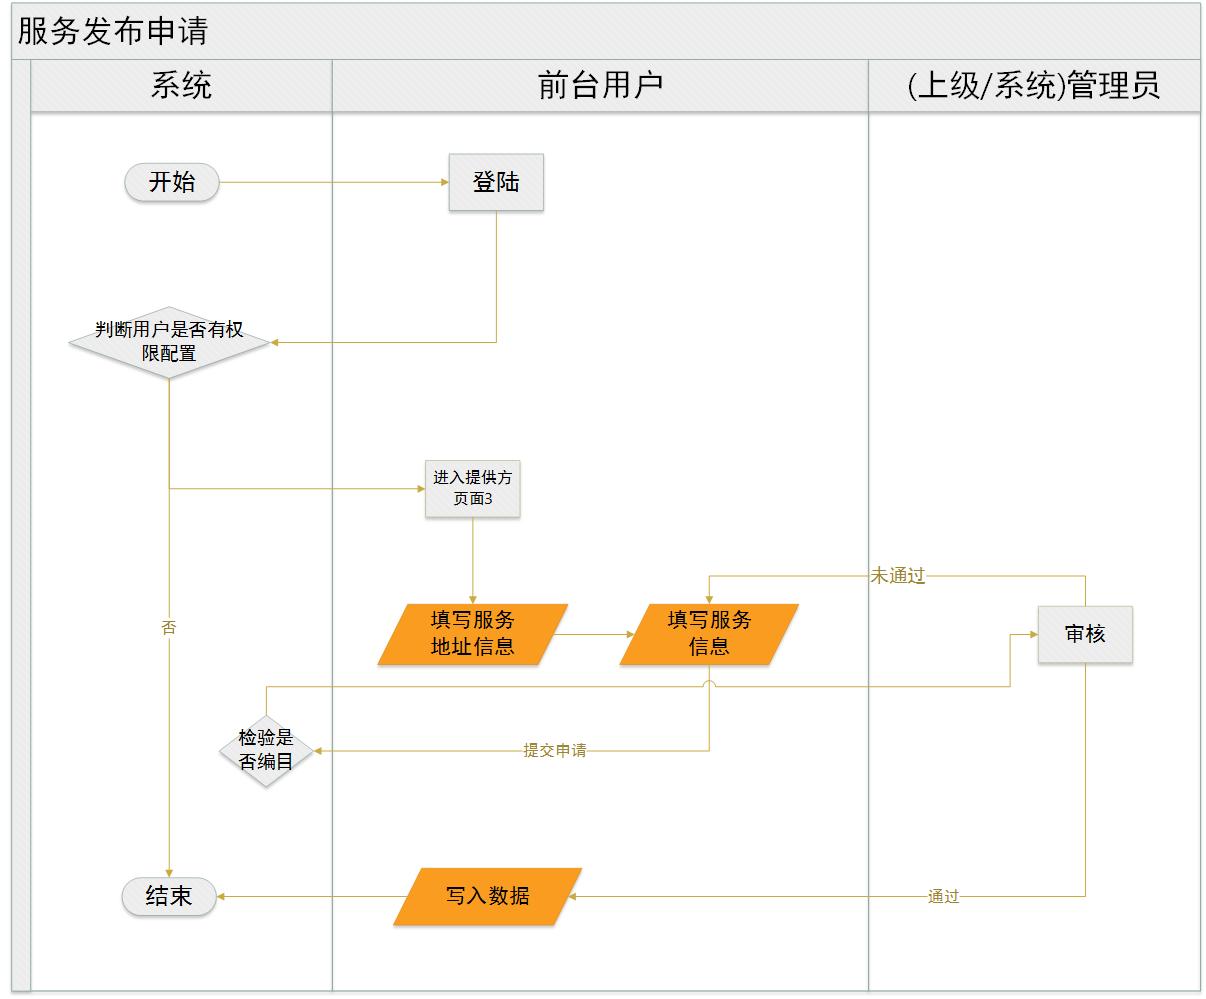 服务发布申请
系统
前台用户
(上级/系统)管理员
开始
登陆
判断用户是否有权
限配置
进入提供方
页面3
未通过
填写服务
地址信息
填写服务
信息
审核
否
检验是
否编目
提交申请
结束
写入数据
通过